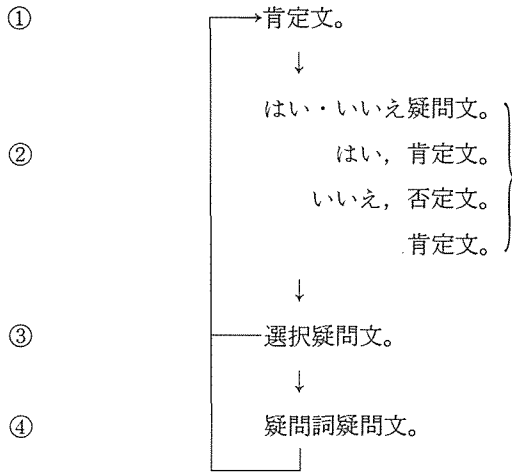 ① 肯定文。
↓
はい・いいえ疑問文。
② はい，肯定文。
いいえ，否定文。
肯定文。
↓
③ 選択疑問文。
↓
④ 疑問詞疑問文。